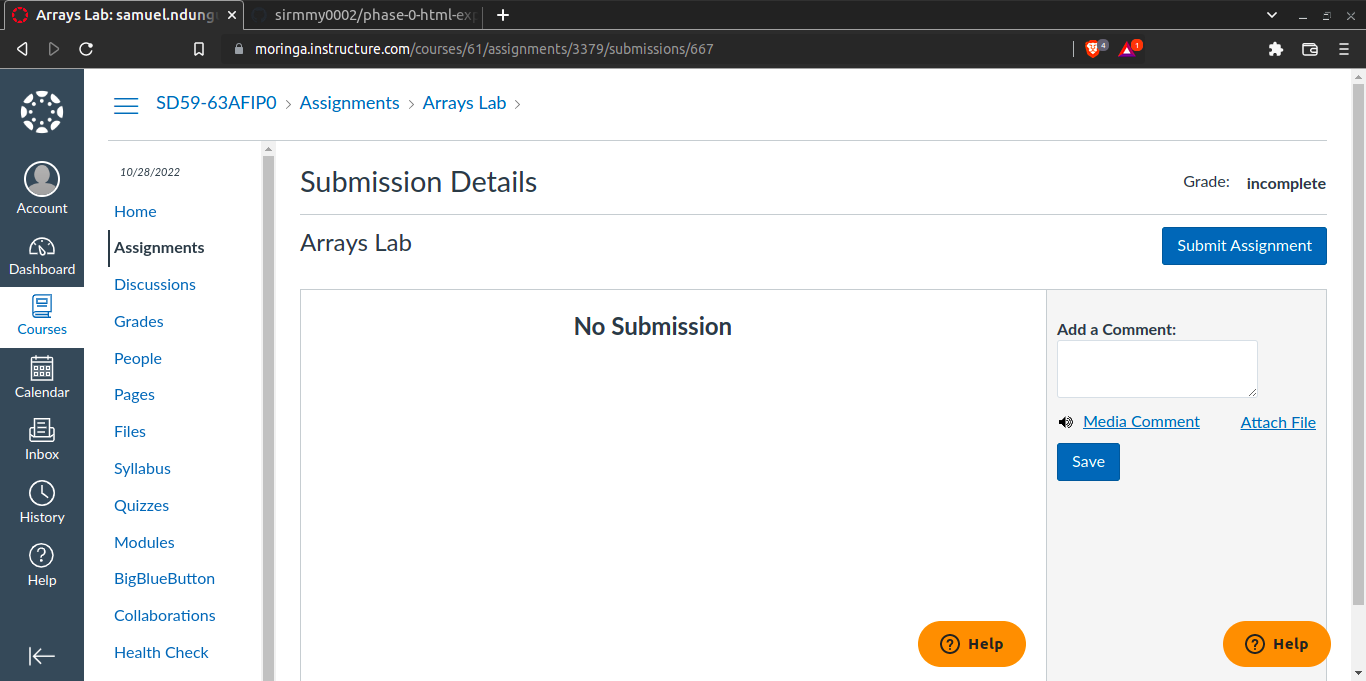 Arrays Lab: samuel.ndung
sirmmy0002/phase-0-html-exp
moringa.instructure.com/courses/61/assignments/3379/submissions/667
4
1
SD59-63AFIP0 > Assignments > Arrays Lab >
Account
Dashboard
Courses
Calendar
Inbox
History
Help
10/28/2022
Home
Assignments
Discussions
Grades
People
Pages
Files
Syllabus
Quizzes
Modules
BigBlueButton
Collaborations
Health Check
Submission Details
Grade: incomplete
Arrays Lab
Submit Assignment
No Submission
Add a Comment:
Media Comment
Attach File
Save
Help
Help